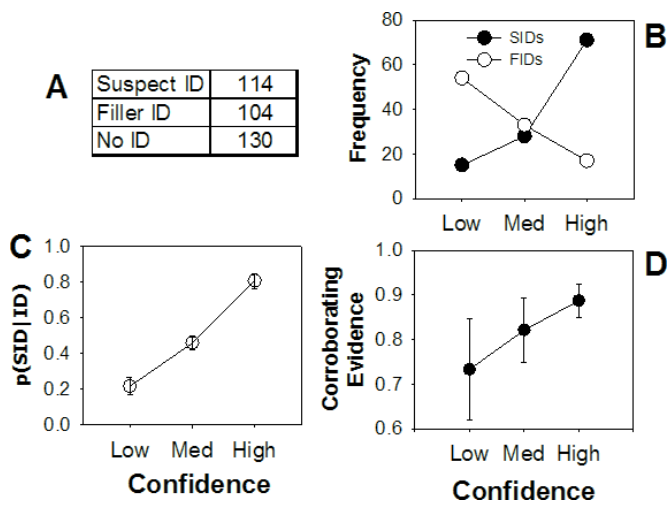 A
Suspect ID 114
Filler ID 104
No ID 130
B
SIDs
FIDs
Frequency
80
60
40
20
0
Low Med High
C
p(SID|ID)
1.0
0.8
0.6
0.4
0.2
0.0
Low Med High
Confidence
D
Corroborating
Evidence
1.0
0.9
0.8
0.7
0.6
Low Med High
Confidence